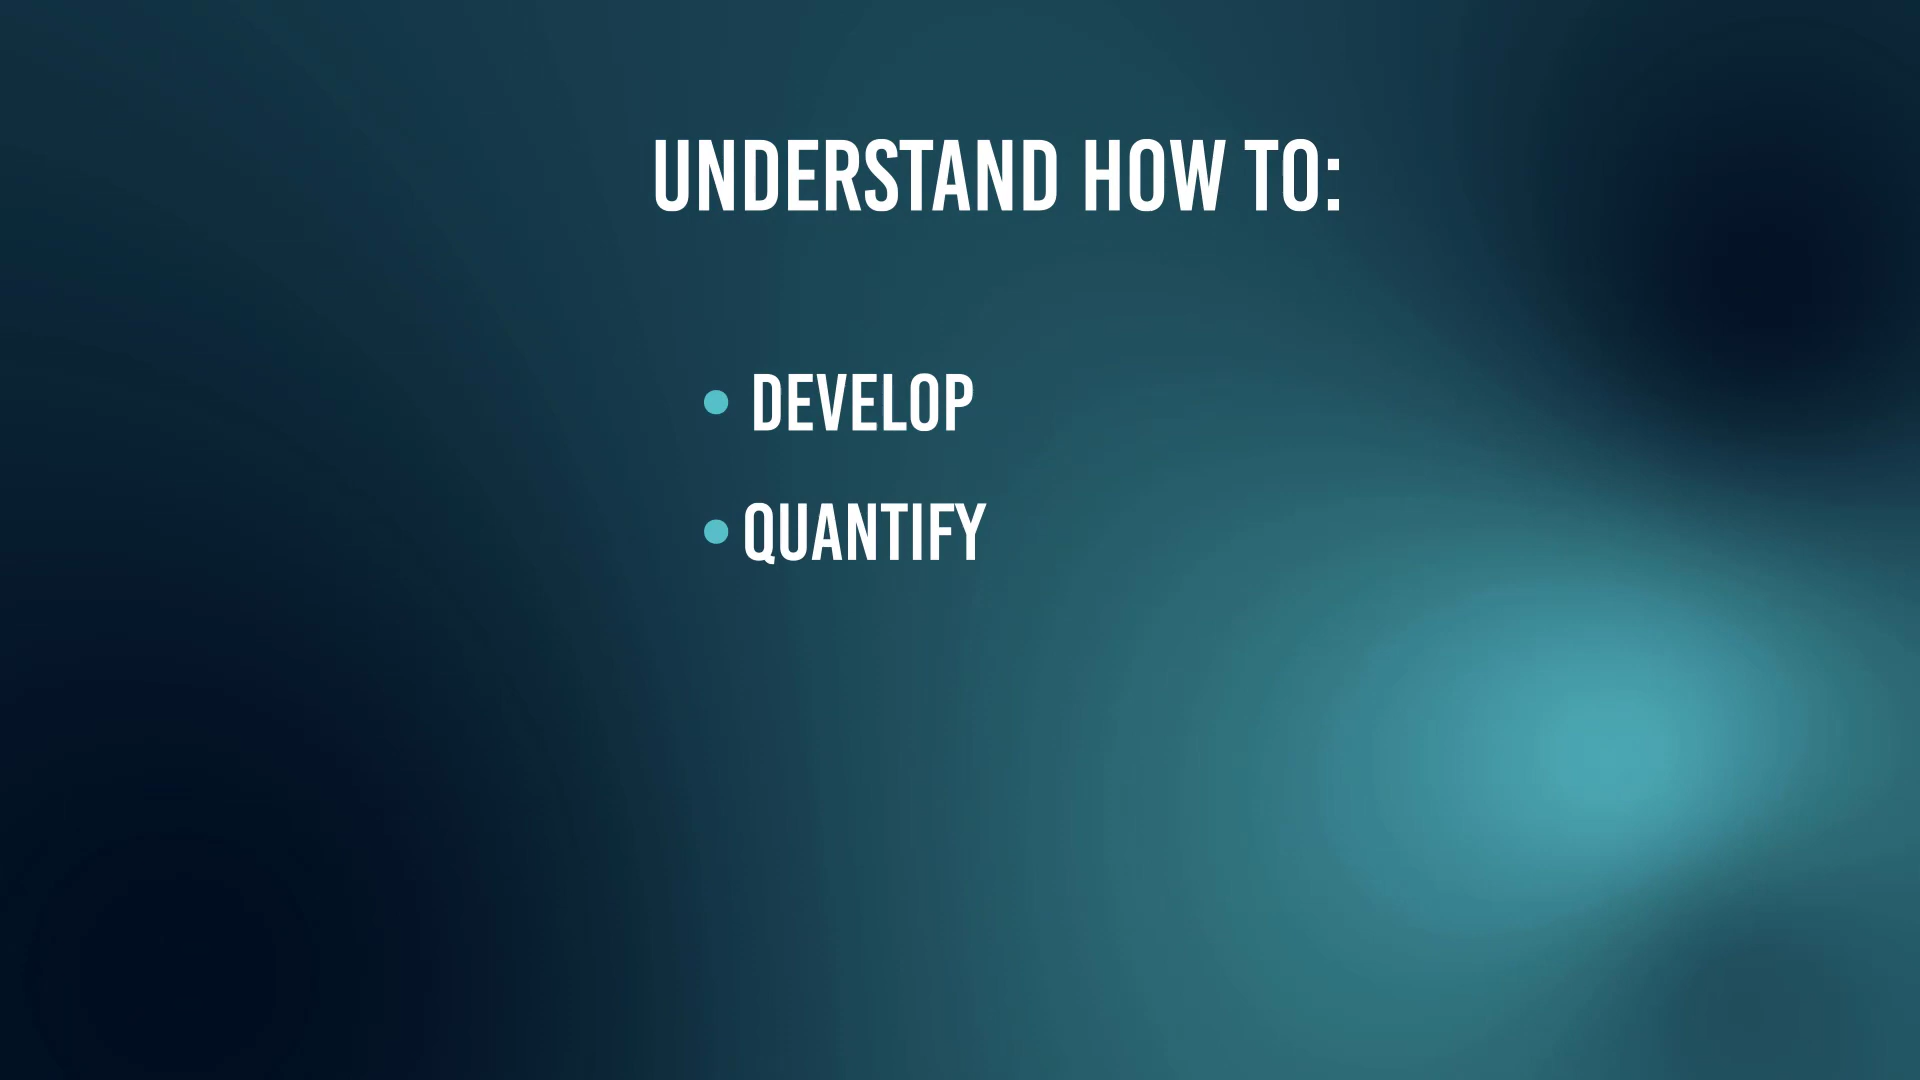 UNDERSTAND HOW TO:
• DEVELOP
• QUANTIFY